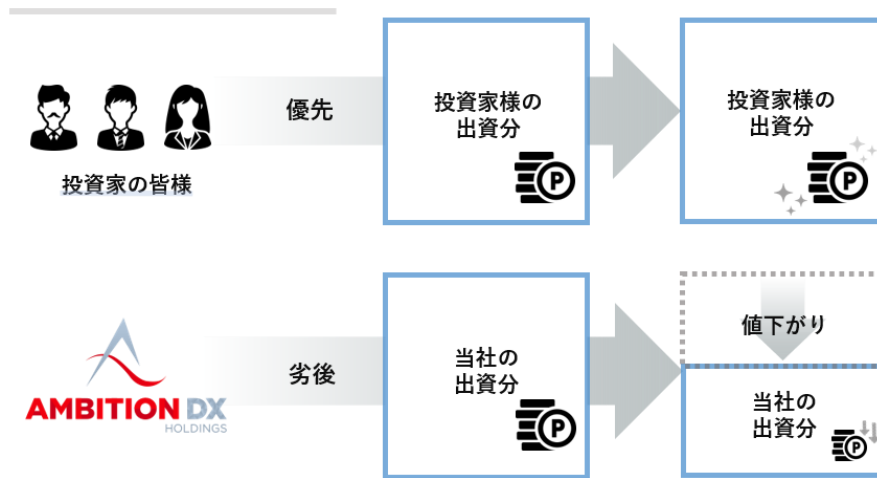 投資家の皆様
優先
投資家様の
出資分
P
投資家様の
出資分
P
AMBITION DX
HOLDINGS
劣後
当社の
出資分
P
値下がり
当社の
出資分
P